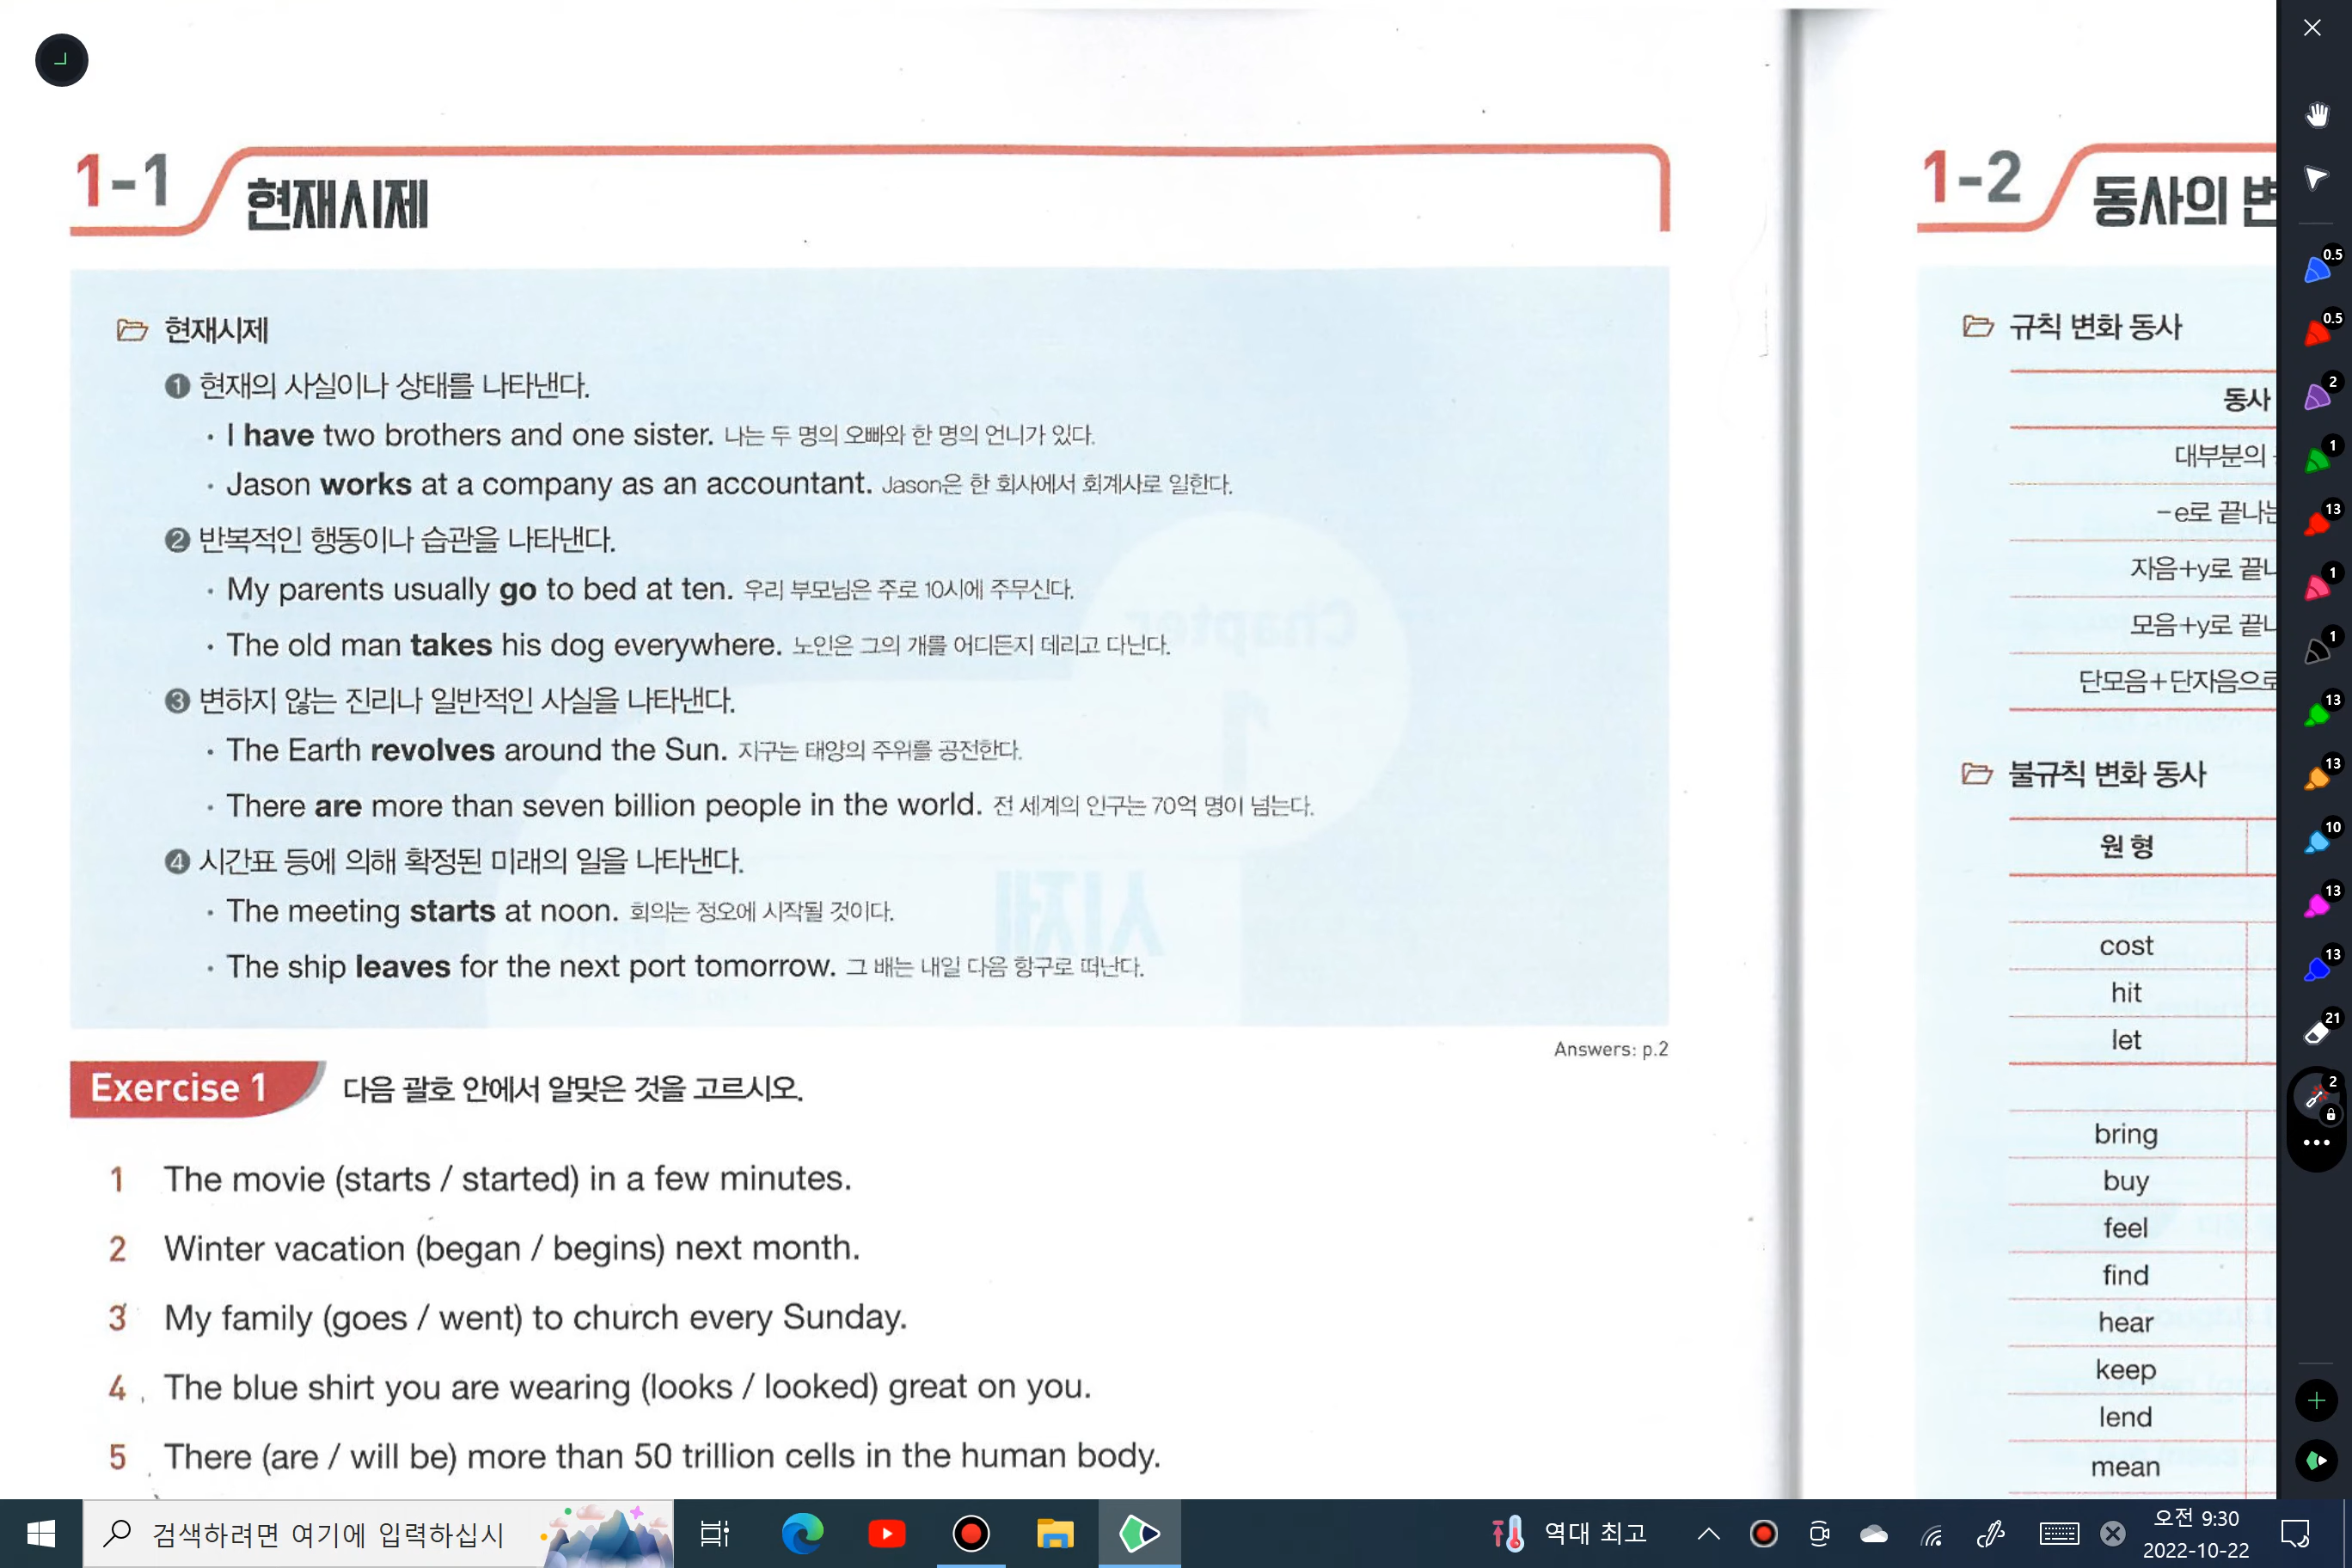 1-1 현재시제
현재시제
❶ 현재의 사실이나 상태를 나타낸다.
· I have two brothers and one sister. 나는 두 명의 오빠와 한 명의 언니가 있다.
· Jason works at a company as an accountant. Jason은 한 회사에서 회계사로 일한다.
❷ 반복적인 행동이나 습관을 나타낸다.
· My parents usually go to bed at ten. 우리 부모님은 주로 10시에 주무신다.
· The old man takes his dog everywhere. 노인은 그의 개를 어디든지 데리고 다닌다.
❸ 변하지 않는 진리나 일반적인 사실을 나타낸다.
· The Earth revolves around the Sun. 지구는 태양의 주위를 공전한다.
· There are more than seven billion people in the world. 전 세계의 인구는 70억 명이 넘는다.
❹ 시간표 등에 의해 확정된 미래의 일을 나타낸다.
· The meeting starts at noon. 회의는 정오에 시작될 것이다.
· The ship leaves for the next port tomorrow. 그 배는 내일 다음 항구로 떠난다.
Answers: p.2
Exercise 1 다음 괄호 안에서 알맞은 것을 고르시오.
1 The movie (starts / started) in a few minutes.
2 Winter vacation (began / begins) next month.
3 My family (goes / went) to church every Sunday.
4 The blue shirt you are wearing (looks / looked) great on you.
5 There (are / will be) more than 50 trillion cells in the human body.
1-2 동사의
규칙 변화 동사
동사
대부분의
-e로 끝나는
자음+y로
모음+y로
단모음+단자음으로
불규칙 변화 동사
원형
cost
hit
let
bring
buy
feel
find
hear
keep
lend
mean
0.5
0.5
2
1
13
1
1
13
13
10
13
13
21
2
검색하려면 여기에 입력하십시
역대 최고
오전 9:30
2022-10-22